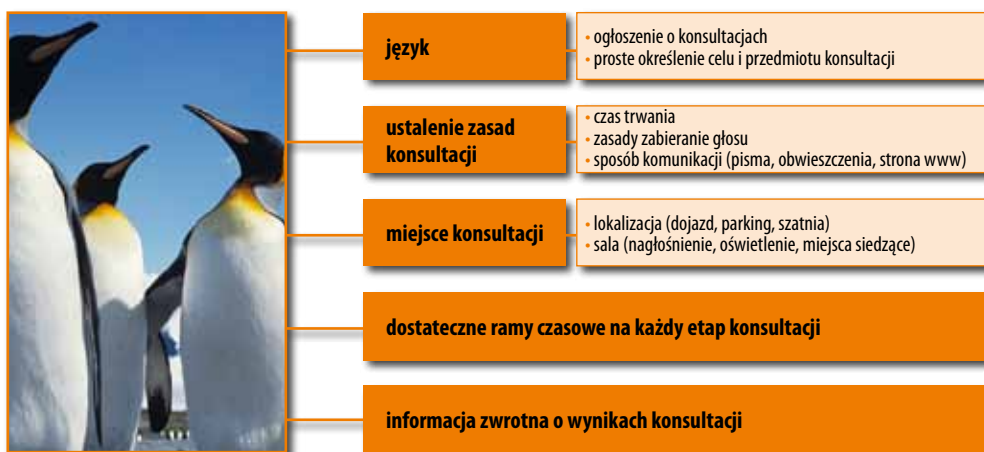 język
• ogłoszenie o konsultacjach
• proste określenie celu i przedmiotu konsultacji
ustalenie zasad
konsultacji
• czas trwania
• zasady zabieranie głosu
• sposób komunikacji (pisma, obwieszczenia, strona www)
miejsce konsultacji
• lokalizacja (dojazd, parking, szatnia)
• sala (nagłośnienie, oświetlenie, miejsca siedzące)
dostateczne ramy czasowe na każdy etap konsultacji
informacja zwrotna o wynikach konsultacji